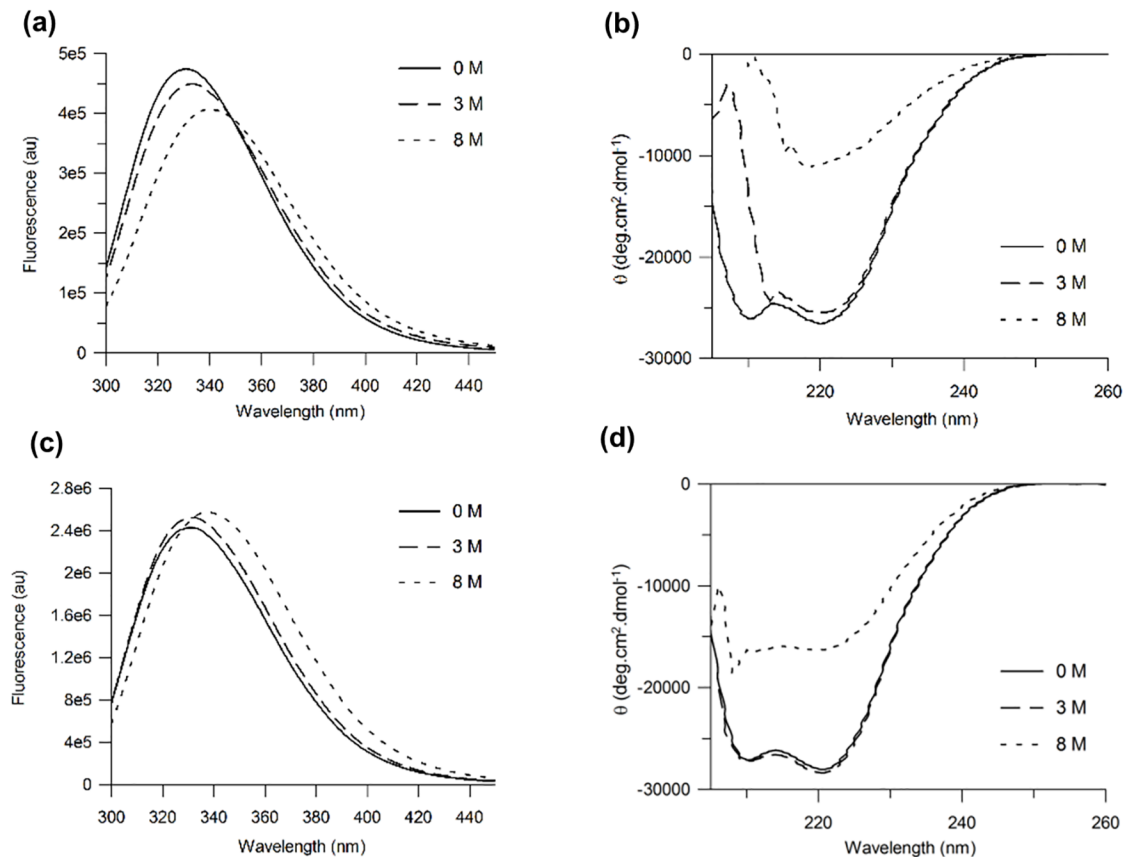 (a)
5e5
4e5
3e5
2e5
1e5
0
Fluorescence (au)
300 320 340 360 380 400 420 440
Wavelength (nm)
0 M
3 M
8 M
(b)
0
-10000
-20000
-30000
θ (deg.cm².dmol⁻¹)
220 240 260
Wavelength (nm)
0 M
3 M
8 M
(c)
2.8e6
2.4e6
2e6
1.6e6
1.2e6
8e5
4e5
0
Fluorescence (au)
300 320 340 360 380 400 420 440
Wavelength (nm)
0 M
3 M
8 M
(d)
0
-10000
-20000
-30000
θ (deg.cm².dmol⁻¹)
220 240 260
Wavelength (nm)
0 M
3 M
8 M